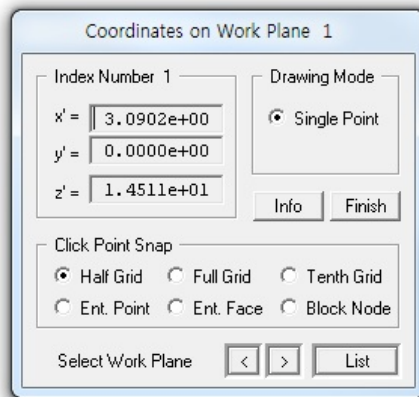 Coordinates on Work Plane 1
Index Number 1
x' = 3.0902e+00
y' = 0.0000e+00
z' = 1.4511e+01
Drawing Mode
Single Point
Info Finish
Click Point Snap
Half Grid Full Grid Tenth Grid
Ent. Point Ent. Face Block Node
Select Work Plane < > List